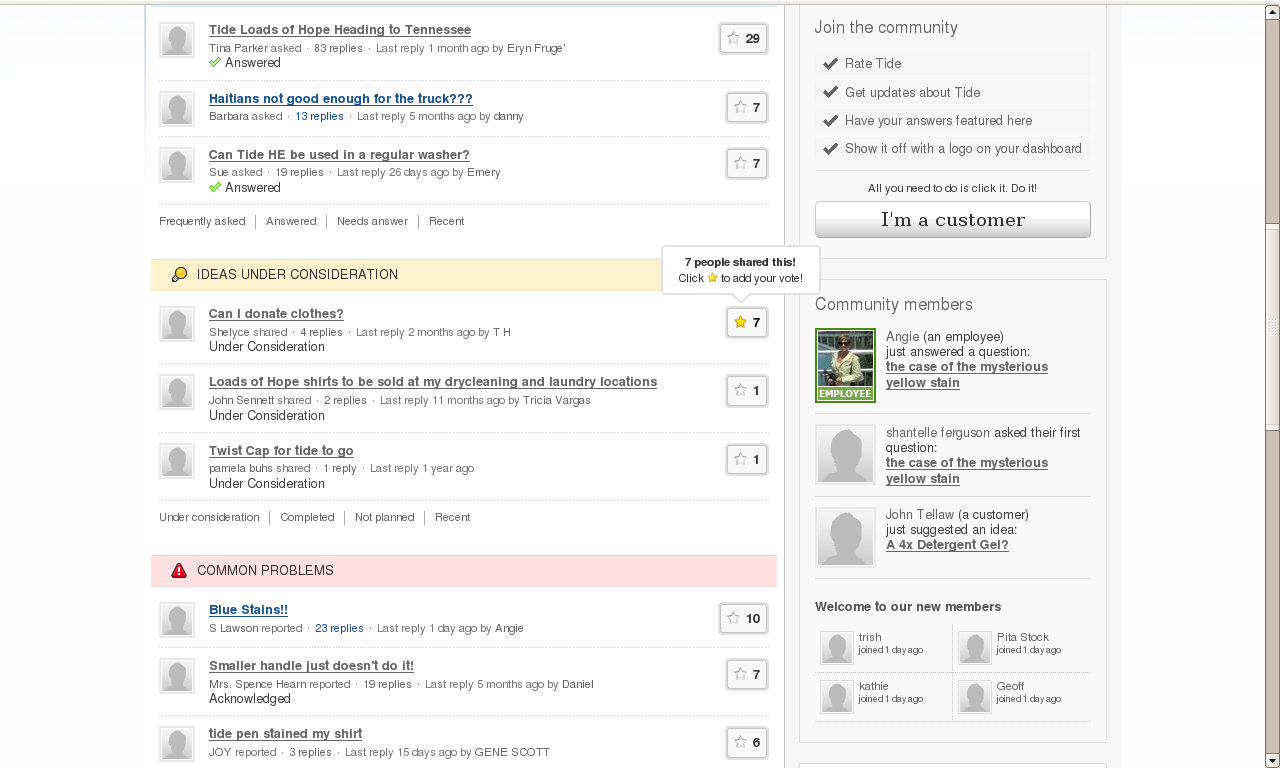 Tide Loads of Hope Heading to Tennessee
Tina Parker asked · 83 replies · Last reply 1 month ago by Eryn Fruge'
Answered
29
Haitians not good enough for the truck???
Barbara asked · 13 replies · Last reply 5 months ago by danny
7
Can Tide HE be used in a regular washer?
Sue asked · 19 replies · Last reply 26 days ago by Emery
Answered
7
Frequently asked | Answered | Needs answer | Recent
IDEAS UNDER CONSIDERATION
7 people shared this!
Click to add your vote!
Can I donate clothes?
Shelyce shared · 4 replies · Last reply 2 months ago by T H
Under Consideration
7
Loads of Hope shirts to be sold at my drycleaning and laundry locations
John Sennett shared · 2 replies · Last reply 11 months ago by Tricia Vargas
Under Consideration
1
Twist Cap for tide to go
pamela buhs shared · 1 reply · Last reply 1 year ago
Under Consideration
1
Under consideration | Completed | Not planned | Recent
COMMON PROBLEMS
Blue Stains!!
S Lawson reported · 23 replies · Last reply 1 day ago by Angie
10
Smaller handle just doesn't do it!
Mrs. Spence Hearn reported · 19 replies · Last reply 5 months ago by Daniel
Acknowledged
7
tide pen stained my shirt
JOY reported · 3 replies · Last reply 15 days ago by GENE SCOTT
6
Join the community
Rate Tide
Get updates about Tide
Have your answers featured here
Show it off with a logo on your dashboard
All you need to do is click it. Do it!
I'm a customer
Community members
Angie (an employee)
just answered a question:
the case of the mysterious
yellow stain
EMPLOYEE
shantelle ferguson asked their first
question:
the case of the mysterious
yellow stain
John Tellaw (a customer)
just suggested an idea:
A 4x Detergent Gel?
Welcome to our new members
trish
joined 1 day ago
Pita Stock
joined 1 day ago
kathie
joined 1 day ago
Geoff
joined 1 day ago